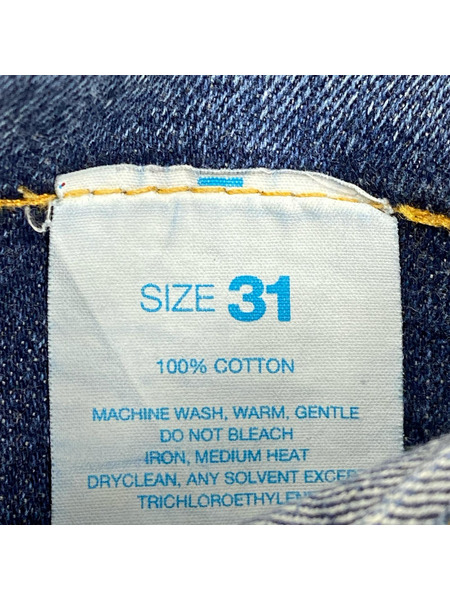 SIZE 31
100% COTTON
MACHINE WASH, WARM, GENTLE
DO NOT BLEACH
IRON, MEDIUM HEAT
DRYCLEAN, ANY SOLVENT EXCEP
TRICHLOROETHYLEN